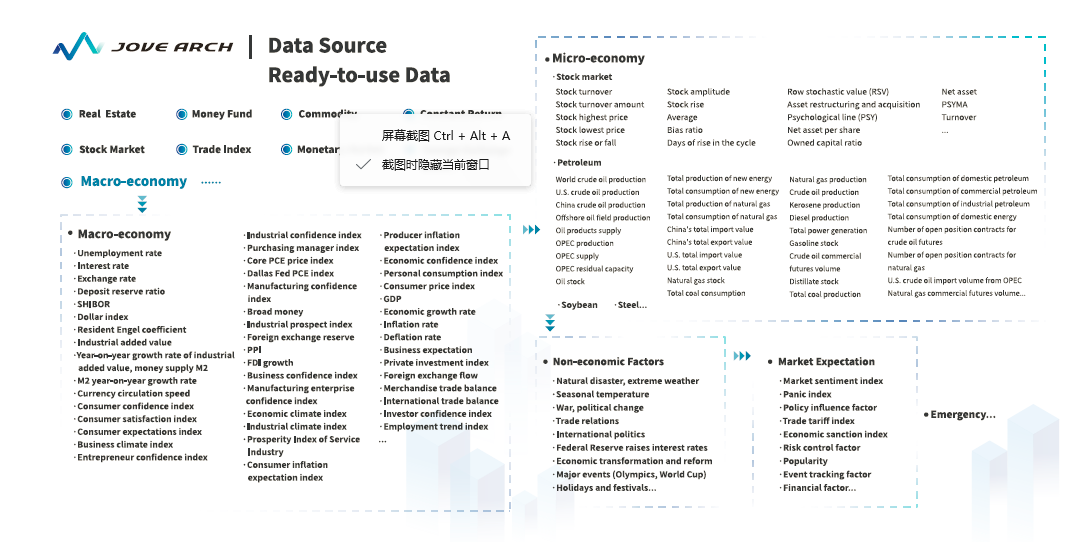 JOVE ARCH
Data Source
Ready-to-use Data
Real Estate
Money Fund
Commodity
Constant Return
Stock Market
Trade Index
屏幕截图 Ctrl + Alt + A
截图时隐藏当前窗口
Macro-economy ······
• Macro-economy
· Unemployment rate
· Interest rate
· Exchange rate
· Deposit reserve ratio
· SHIBOR
· Dollar index
· Resident Engel coefficient
· Industrial added value
· Year-on-year growth rate of industrial
added value, money supply M2
· M2 year-on-year growth rate
· Currency circulation speed
· Consumer confidence index
· Consumer satisfaction index
· Consumer expectations index
· Business climate index
· Entrepreneur confidence index
· Industrial confidence index
· Purchasing manager index
· Core PCE price index
· Dallas Fed PCE index
· Manufacturing confidence
index
· Broad money
· Industrial prospect index
· Foreign exchange reserve
· PPI
· FDI growth
· Business confidence index
· Manufacturing enterprise
confidence index
· Economic climate index
· Industrial climate index
· Prosperity Index of Service
Industry
· Consumer inflation
expectation index
· Producer inflation
expectation index
· Economic confidence index
· Personal consumption index
· Consumer price index
· GDP
· Economic growth rate
· Inflation rate
· Deflation rate
· Business expectation
· Private investment index
· Foreign exchange flow
· Merchandise trade balance
· International trade balance
· Investor confidence index
· Employment trend index
...
• Micro-economy
· Stock market
Stock turnover
Stock turnover amount
Stock highest price
Stock lowest price
Stock rise or fall
Stock amplitude
Stock rise
Average
Bias ratio
Days of rise in the cycle
Row stochastic value (RSV)
Asset restructuring and acquisition
Psychological line (PSY)
Net asset per share
Owned capital ratio
Net asset
PSYMA
Turnover
...
· Petroleum
World crude oil production
U.S. crude oil production
China crude oil production
Offshore oil field production
Oil products supply
OPEC production
OPEC supply
OPEC residual capacity
Oil stock
Total production of new energy
Total consumption of new energy
Total production of natural gas
Total consumption of natural gas
China's total import value
China's total export value
U.S. total import value
U.S. total export value
Natural gas stock
Total coal consumption
Natural gas production
Crude oil production
Kerosene production
Diesel production
Total power generation
Gasoline stock
Crude oil commercial
futures volume
Distillate stock
Total coal production
Total consumption of domestic petroleum
Total consumption of commercial petroleum
Total consumption of industrial petroleum
Total consumption of domestic energy
Number of open position contracts for
crude oil futures
Number of open position contracts for
natural gas
U.S. crude oil import volume from OPEC
Natural gas commercial futures volume...
· Soybean · Steel...
• Non-economic Factors
· Natural disaster, extreme weather
· Seasonal temperature
· War, political change
· Trade relations
· International politics
· Federal Reserve raises interest rates
· Economic transformation and reform
· Major events (Olympics, World Cup)
· Holidays and festivals...
• Market Expectation
· Market sentiment index
· Panic index
· Policy influence factor
· Trade tariff index
· Economic sanction index
· Risk control factor
· Popularity
· Event tracking factor
· Financial factor...
• Emergency...